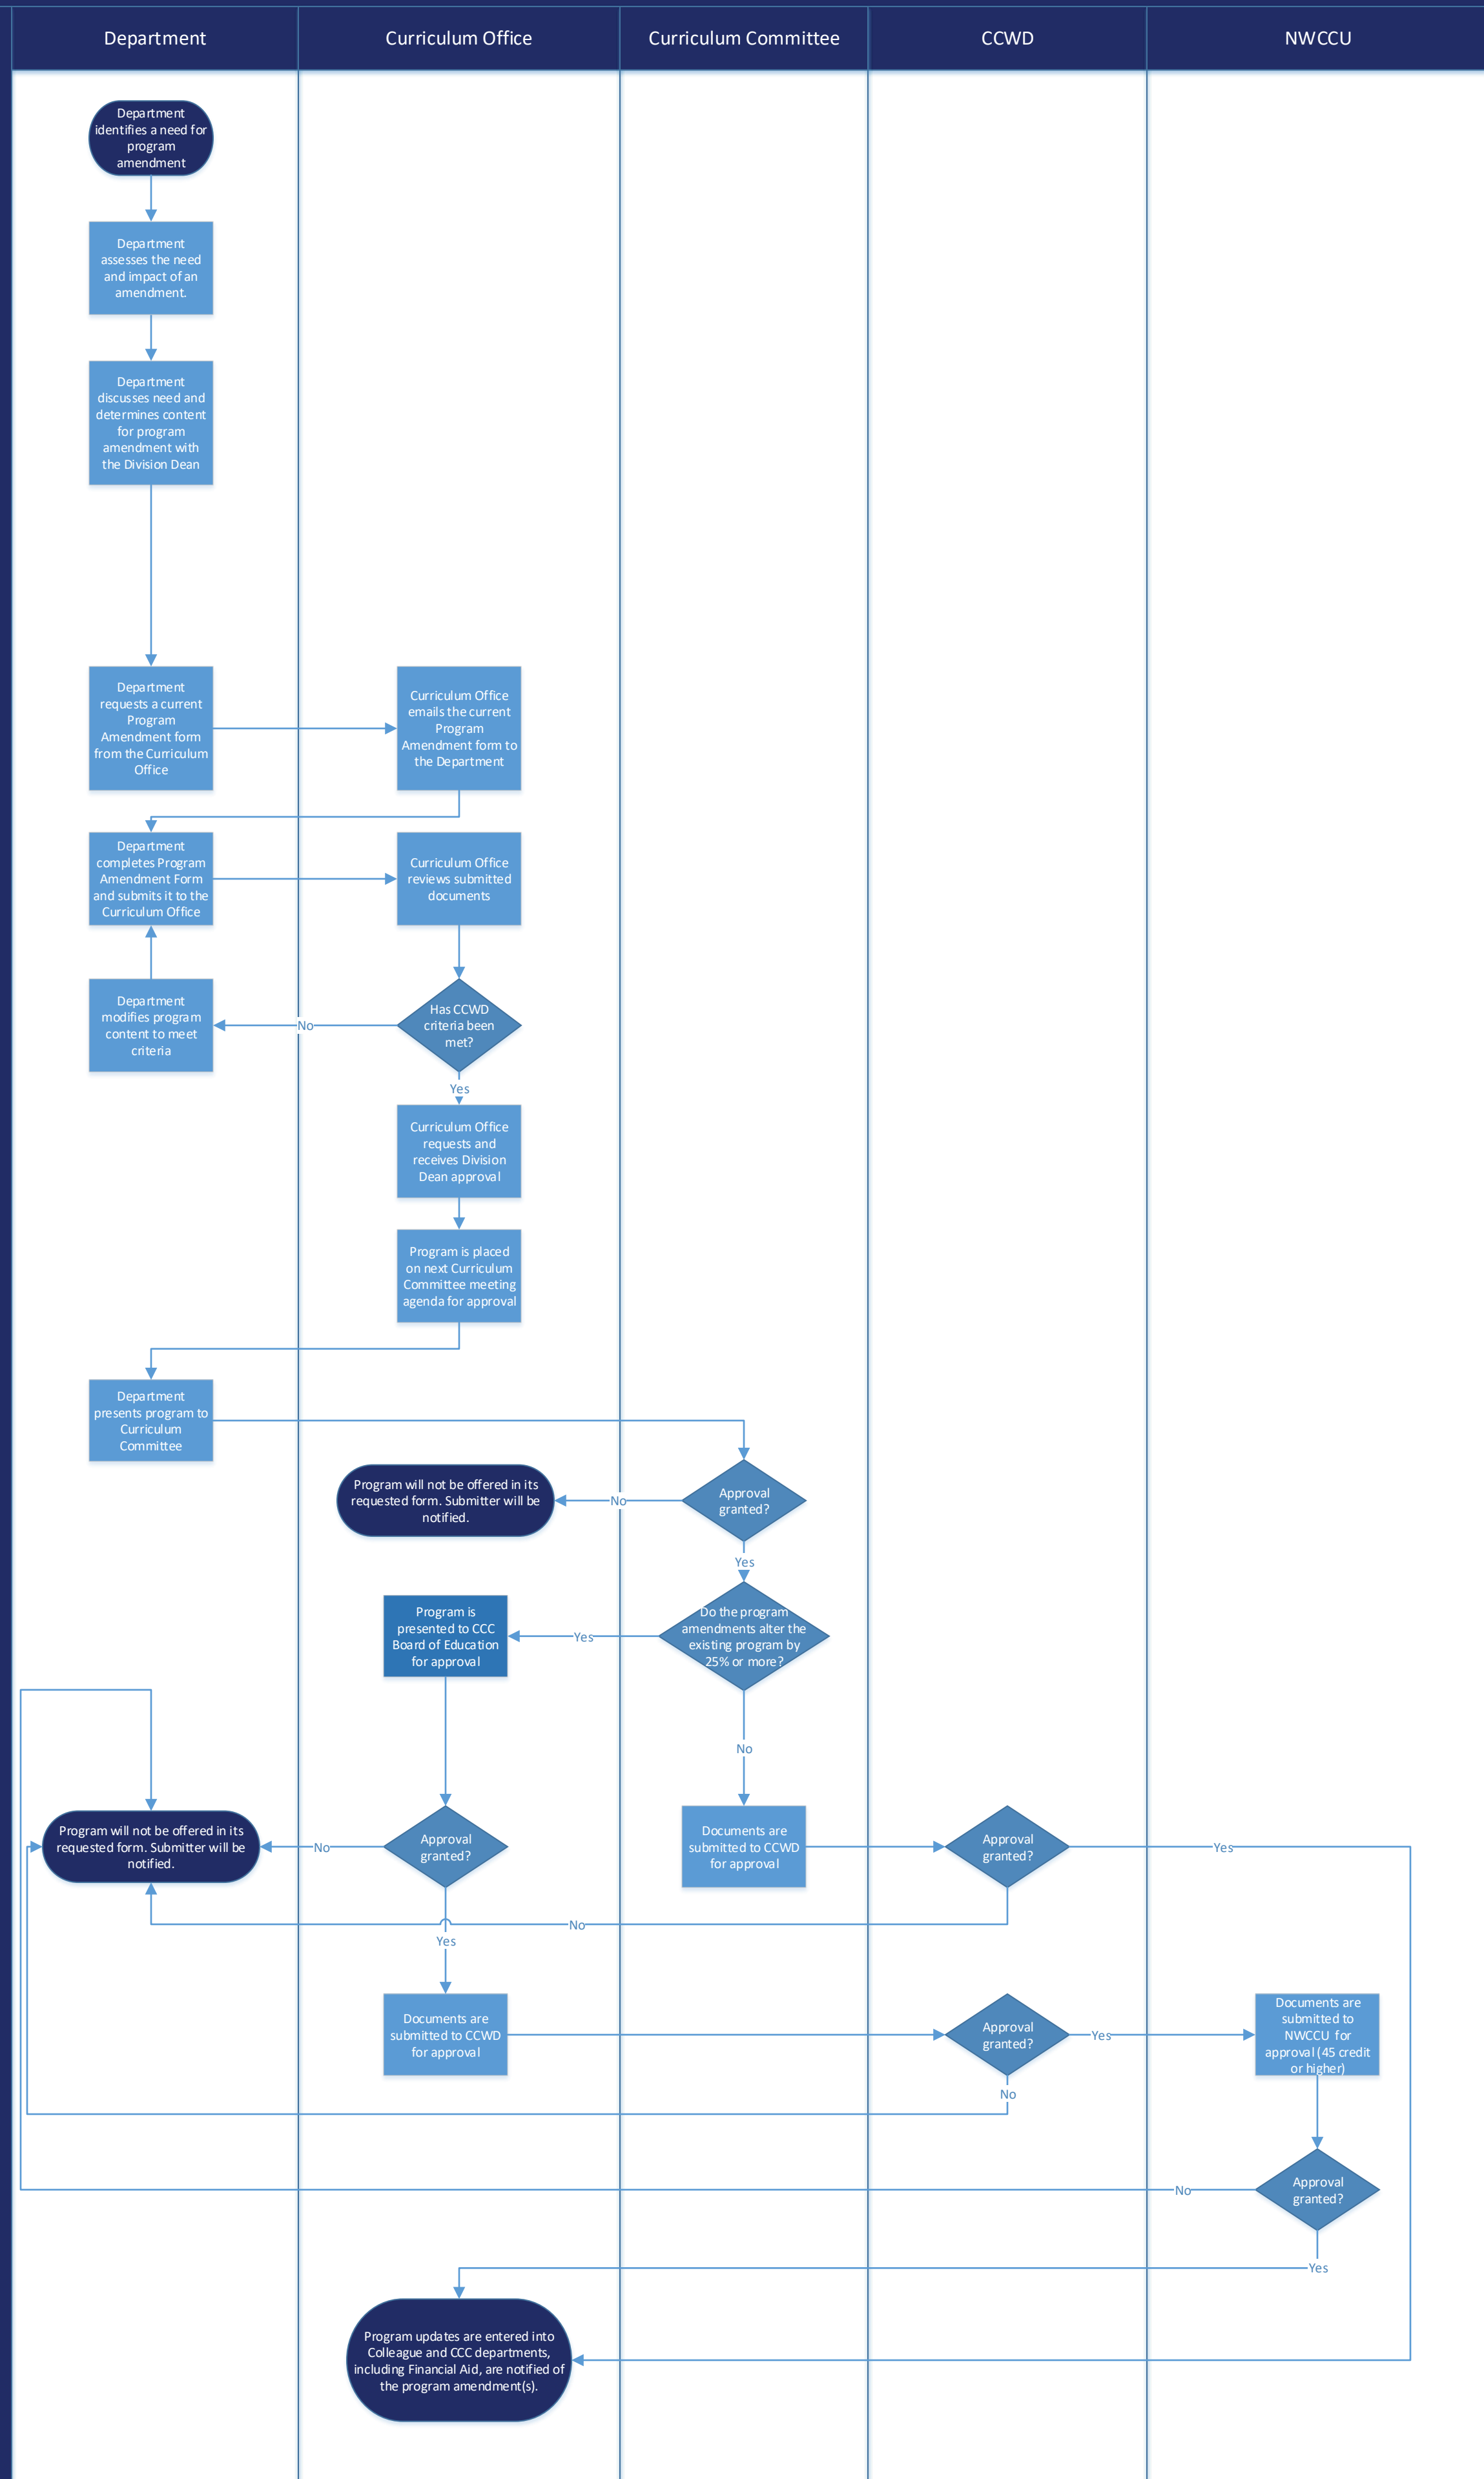 Department
Curriculum Office
Curriculum Committee
CCWD
NWCCU
Department
identifies a need for
program
amendment
Department
assesses the need
and impact of an
amendment.
Department
discusses need and
determines content
for program
amendment with
the Division Dean
Department
requests a current
Program
Amendment form
from the Curriculum
Office
Curriculum Office
emails the current
Program
Amendment form to
the Department
Department
completes Program
Amendment Form
and submits it to the
Curriculum Office
Curriculum Office
reviews submitted
documents
Department
modifies program
content to meet
criteria
No
Has CCWD
criteria been
met?
Yes
Curriculum Office
requests and
receives Division
Dean approval
Program is placed
on next Curriculum
Committee meeting
agenda for approval
Department
presents program to
Curriculum
Committee
Program will not be offered in its
requested form. Submitter will be
notified.
No
Approval
granted?
Yes
Program is
presented to CCC
Board of Education
for approval
Yes
Do the program
amendments alter the
existing program by
25% or more?
No
Program will not be offered in its
requested form. Submitter will be
notified.
No
Approval
granted?
Documents are
submitted to CCWD
for approval
Approval
granted?
Yes
No
Yes
Documents are
submitted to CCWD
for approval
Approval
granted?
Yes
Documents are
submitted to
NWCCU for
approval (45 credit
or higher)
No
No
Approval
granted?
Yes
Program updates are entered into
Colleague and CCC departments,
including Financial Aid, are notified of
the program amendment(s).